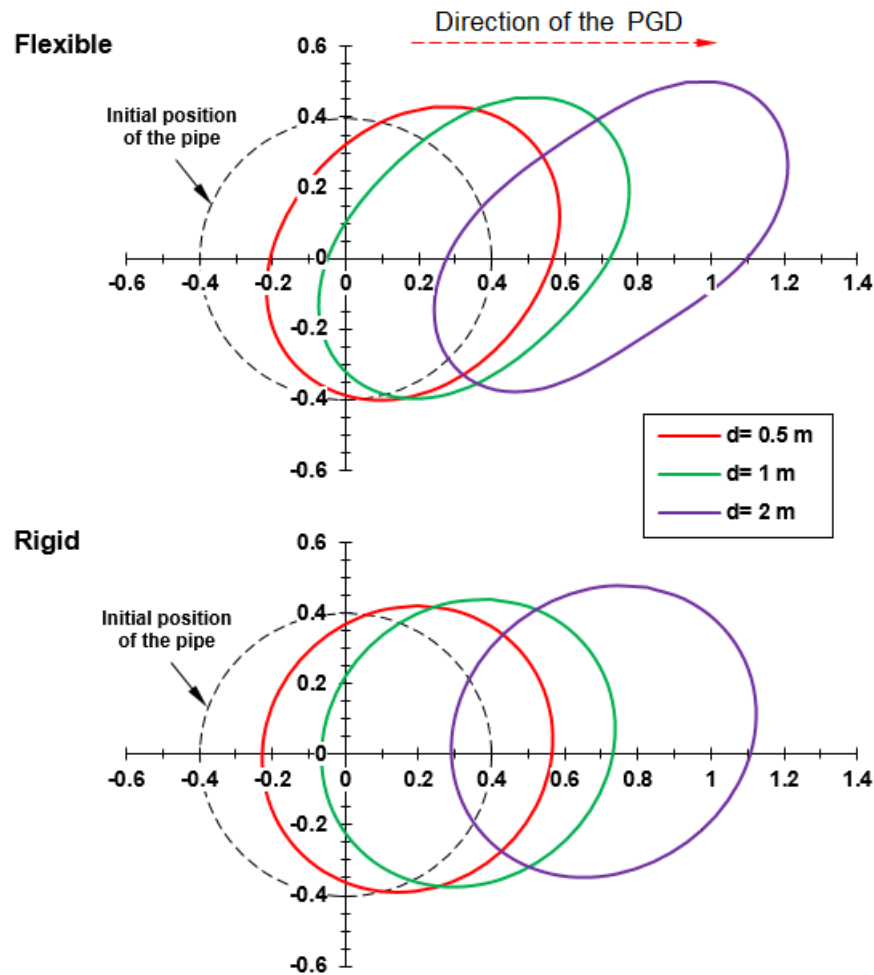 Direction of the PGD
Flexible
0.6
Initial position
of the pipe
0.4
0.2
0
-0.6 -0.4 -0.2 0 0.2 0.4 0.6 0.8 1 1.2 1.4
-0.2
-0.4
-0.6
d= 0.5 m
d= 1 m
d= 2 m
Rigid
0.6
Initial position
of the pipe
0.4
0.2
0
-0.6 -0.4 -0.2 0 0.2 0.4 0.6 0.8 1 1.2 1.4
-0.2
-0.4
-0.6